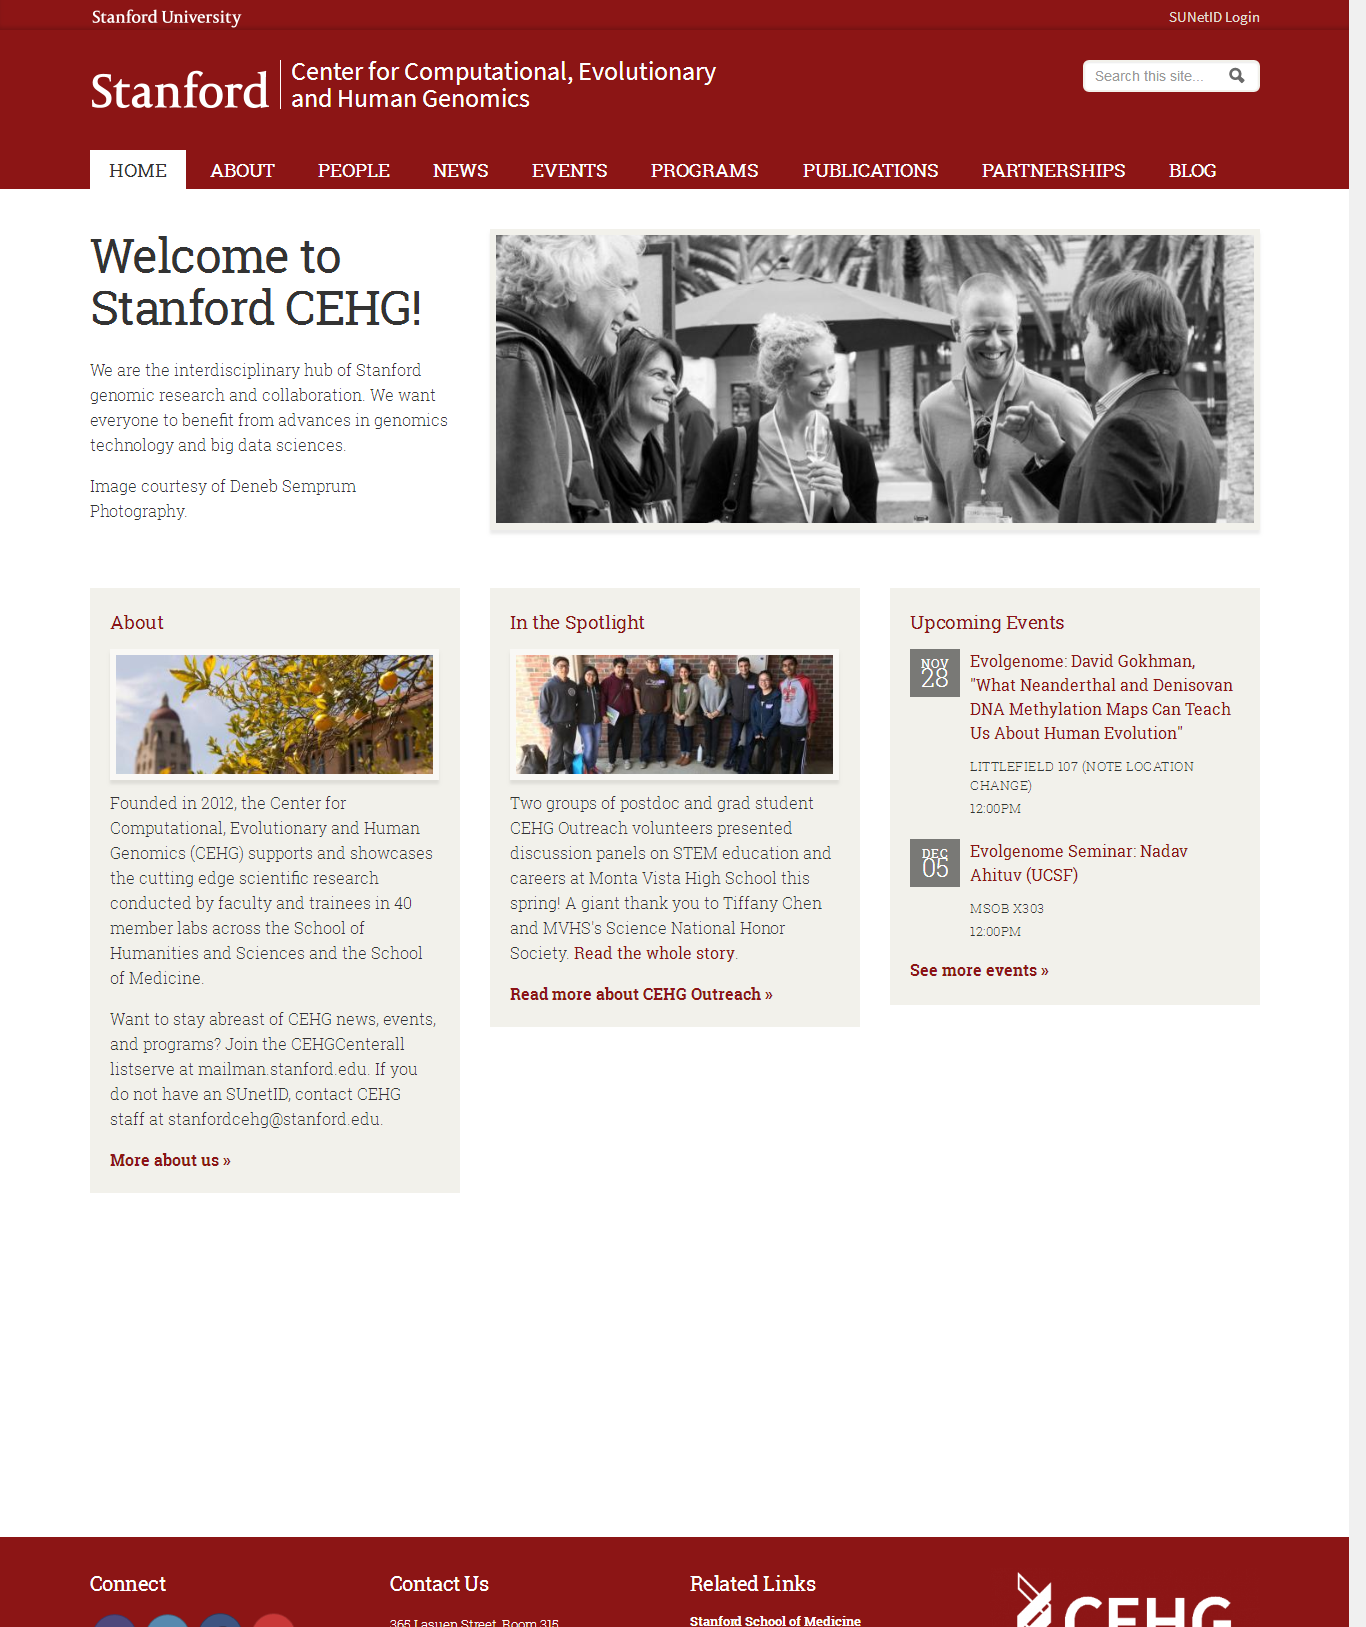 Stanford University
SUNetID Login
Stanford
Center for Computational, Evolutionary
and Human Genomics
Search this site...
HOME
ABOUT
PEOPLE
NEWS
EVENTS
PROGRAMS
PUBLICATIONS
PARTNERSHIPS
BLOG
Welcome to
Stanford CEHG!
We are the interdisciplinary hub of Stanford
genomic research and collaboration. We want
everyone to benefit from advances in genomics
technology and big data sciences.
Image courtesy of Deneb Semprum
Photography.
About
Founded in 2012, the Center for
Computational, Evolutionary and Human
Genomics (CEHG) supports and showcases
the cutting edge scientific research
conducted by faculty and trainees in 40
member labs across the School of
Humanities and Sciences and the School
of Medicine.
Want to stay abreast of CEHG news, events,
and programs? Join the CEHGCenterall
listserve at mailman.stanford.edu. If you
do not have an SUnetID, contact CEHG
staff at stanfordcehg@stanford.edu.
More about us »
In the Spotlight
Two groups of postdoc and grad student
CEHG Outreach volunteers presented
discussion panels on STEM education and
careers at Monta Vista High School this
spring! A giant thank you to Tiffany Chen
and MVHS's Science National Honor
Society. Read the whole story.
Read more about CEHG Outreach »
Upcoming Events
NOV
28
Evolgenome: David Gokhman,
"What Neanderthal and Denisovan
DNA Methylation Maps Can Teach
Us About Human Evolution"
LITTLEFIELD 107 (NOTE LOCATION
CHANGE)
12:00PM
DEC
05
Evolgenome Seminar: Nadav
Ahituv (UCSF)
MSOB X303
12:00PM
See more events »
Connect
Contact Us
365 Lasuen Street, Room 315
Related Links
Stanford School of Medicine
CEHG